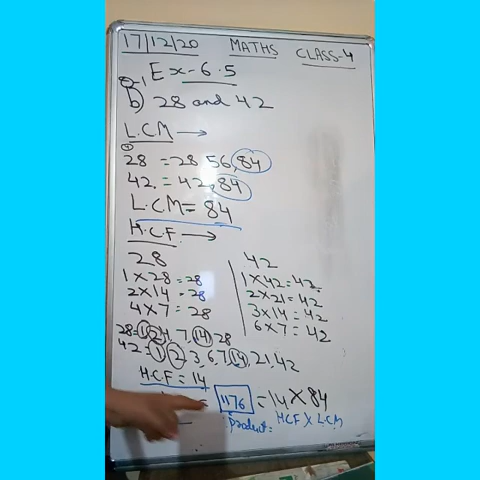 17/12/20 MATHS CLASS-4
Q-1 Ex-6.5
b) 28 and 42
L.C.M →
28 = 28, 56, 84
42 = 42, 84
L.C.M = 84
H.C.F →
28
1 x 28 = 28
2 x 14 = 28
4 x 7 = 28
42
1 x 42 = 42
2 x 21 = 42
3 x 14 = 42
6 x 7 = 42
28 = 1, 2, 4, 7, 14, 28
42 = 1, 2, 3, 6, 7, 14, 21, 42
H.C.F = 14
1176 = 14 X 84
Product = HCF X L.C.M